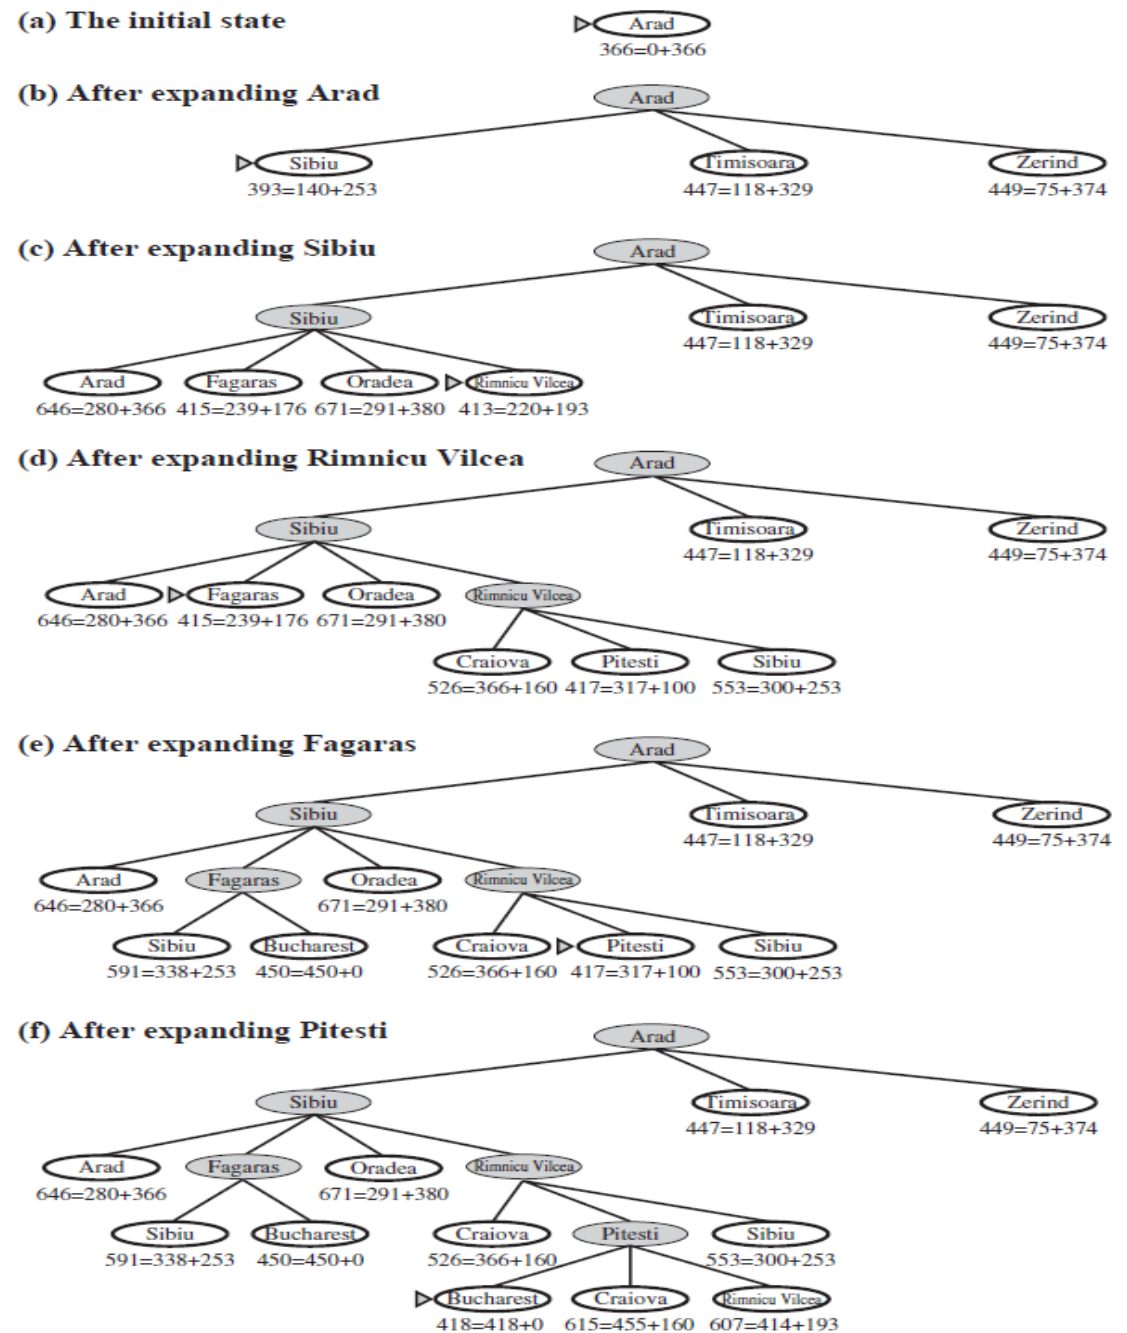 (a) The initial state
Arad
366=0+366
(b) After expanding Arad
Arad
Sibiu Timisoara Zerind
393=140+253 447=118+329 449=75+374
(c) After expanding Sibiu
Arad
Sibiu Timisoara Zerind
447=118+329 449=75+374
Arad Fagaras Oradea Rimnicu Vilcea
646=280+366 415=239+176 671=291+380 413=220+193
(d) After expanding Rimnicu Vilcea
Arad
Sibiu Timisoara Zerind
447=118+329 449=75+374
Arad Fagaras Oradea Rimnicu Vilcea
646=280+366 415=239+176 671=291+380
Craiova Pitesti Sibiu
526=366+160 417=317+100 553=300+253
(e) After expanding Fagaras
Arad
Sibiu Timisoara Zerind
447=118+329 449=75+374
Arad Fagaras Oradea Rimnicu Vilcea
646=280+366 671=291+380
Sibiu Bucharest Craiova Pitesti Sibiu
591=338+253 450=450+0 526=366+160 417=317+100 553=300+253
(f) After expanding Pitesti
Arad
Sibiu Timisoara Zerind
447=118+329 449=75+374
Arad Fagaras Oradea Rimnicu Vilcea
646=280+366 671=291+380
Sibiu Bucharest Craiova Pitesti Sibiu
591=338+253 450=450+0 526=366+160 553=300+253
Bucharest Craiova Rimnicu Vilcea
418=418+0 615=455+160 607=414+193